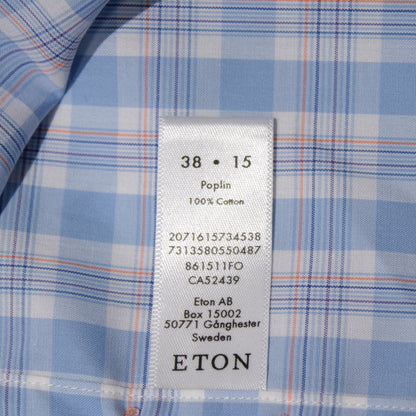 38 • 15
Poplin
100% Cotton
2071615734538
7313580550487
861511FO
CA52439
Eton AB
Box 15002
50771 Gånghester
Sweden
ETON